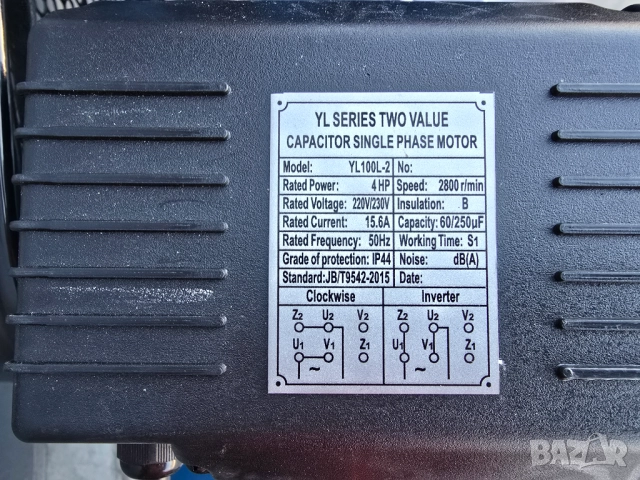 YL SERIES TWO VALUE
CAPACITOR SINGLE PHASE MOTOR
Model: YL100L-2 No:
Rated Power: 4 HP Speed: 2800 r/min
Rated Voltage: 220V/230V Insulation: B
Rated Current: 15.6A Capacity: 60/250μF
Rated Frequency: 50Hz Working Time: S1
Grade of protection: IP44 Noise: dB(A)
Standard:JB/T9542-2015 Date:
Clockwise Inverter
Z2 U2 V2 Z2 U2 V2
U1 V1 Z1 U1 V1 Z1
~ ~
BAZAR